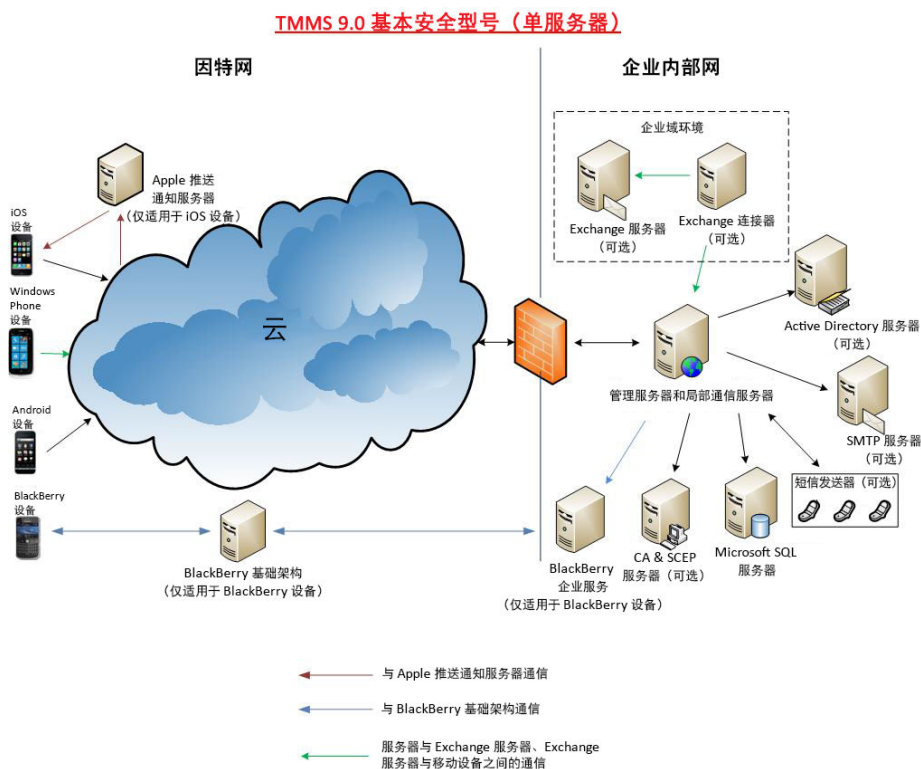 TMMS 9.0 基本安全型号（单服务器）
因特网
企业内部网
企业域环境
Apple 推送
通知服务器
（仅适用于 iOS 设备）
iOS
设备
Exchange 服务器
（可选）
Exchange 连接器
（可选）
Windows
Phone
设备
云
Active Directory 服务器
（可选）
管理服务器和局部通信服务器
Android
设备
SMTP 服务器
（可选）
短信发送器（可选）
BlackBerry
设备
BlackBerry 基础架构
（仅适用于 BlackBerry 设备）
BlackBerry
企业服务
（仅适用于 BlackBerry 设备）
CA & SCEP
服务器（可选）
Microsoft SQL
服务器
与 Apple 推送通知服务器通信
与 BlackBerry 基础架构通信
服务器与 Exchange 服务器、Exchange
服务器与移动设备之间的通信